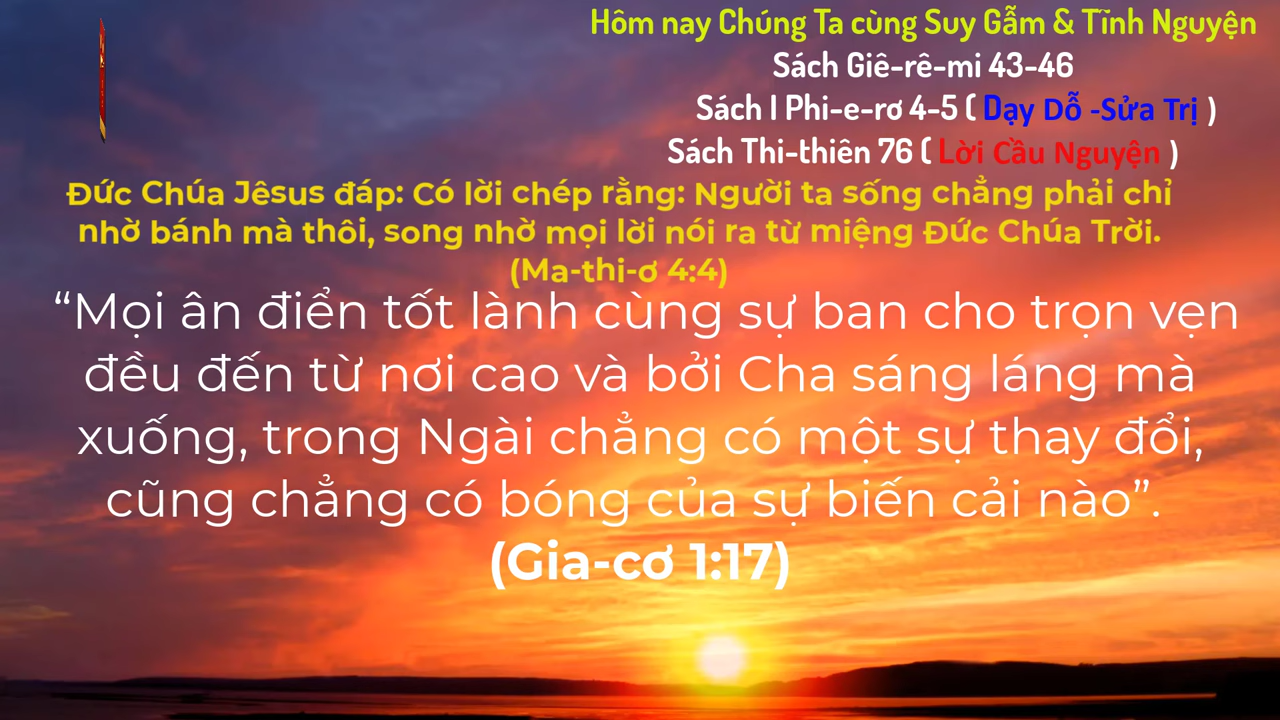 Hôm nay Chúng Ta cùng Suy Gẫm & Tĩnh Nguyện
Sách Giê-rê-mi 43-46
Sách I Phi-e-rơ 4-5 ( Dạy Dỗ -Sửa Trị )
Sách Thi-thiên 76 ( Lời Cầu Nguyện )
Đức Chúa Jêsus đáp: Có lời chép rằng: Người ta sống chẳng phải chỉ
nhờ bánh mà thôi, song nhờ mọi lời nói ra từ miệng Đức Chúa Trời.
(Ma-thi-ơ 4:4)
“Mọi ân điển tốt lành cùng sự ban cho trọn vẹn
đều đến từ nơi cao và bởi Cha sáng láng mà
xuống, trong Ngài chẳng có một sự thay đổi,
cũng chẳng có bóng của sự biến cải nào”.
(Gia-cơ 1:17)